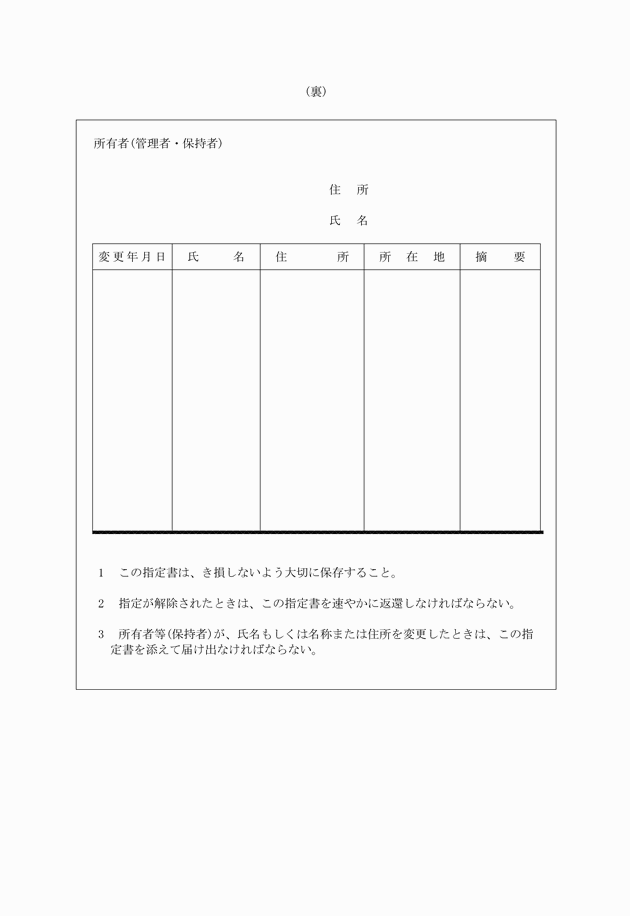 (裏)
所有者(管理者・保持者)
住　所
氏　名
変更年月日　氏　名　住　所　所在地　摘　要
1　この指定書は、き損しないよう大切に保存すること。
2　指定が解除されたときは、この指定書を速やかに返還しなければならない。
3　所有者等(保持者)が、氏名もしくは名称または住所を変更したときは、この指
定書を添えて届け出なければならない。